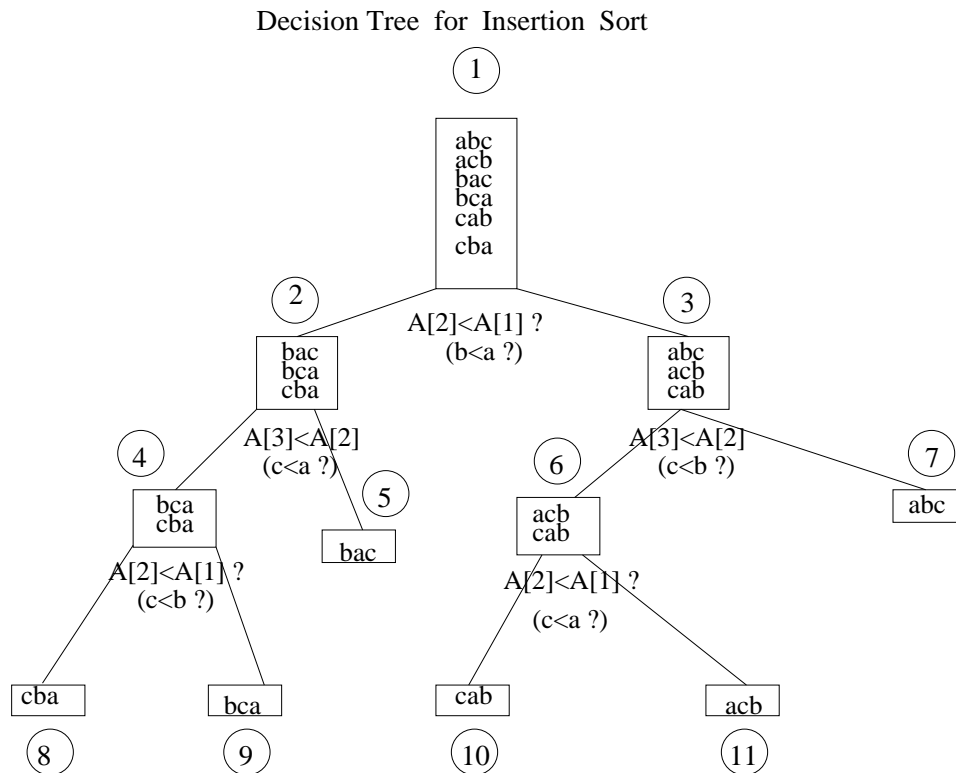 Decision Tree for Insertion Sort
1
abc
acb
bac
bca
cab
cba
2
3
A[2]<A[1] ?
(b<a ?)
bac
bca
cba
abc
acb
cab
A[3]<A[2]
(c<a ?)
A[3]<A[2]
(c<b ?)
4
5
6
7
bca
cba
bac
acb
cab
abc
A[2]<A[1] ?
(c<b ?)
A[2]<A[1] ?
(c<a ?)
cba
bca
cab
acb
8
9
10
11